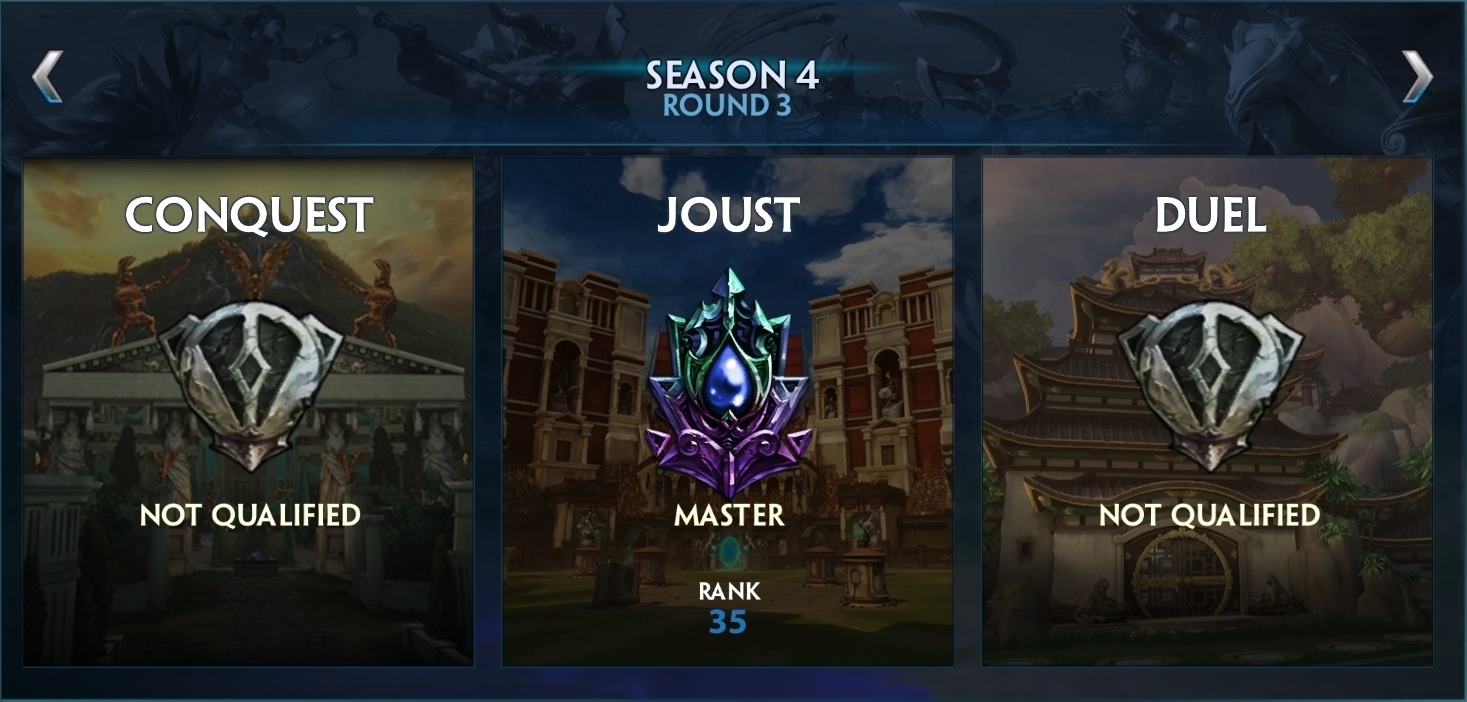 SEASON 4
ROUND 3
CONQUEST
NOT QUALIFIED
JOUST
MASTER
RANK
35
DUEL
NOT QUALIFIED